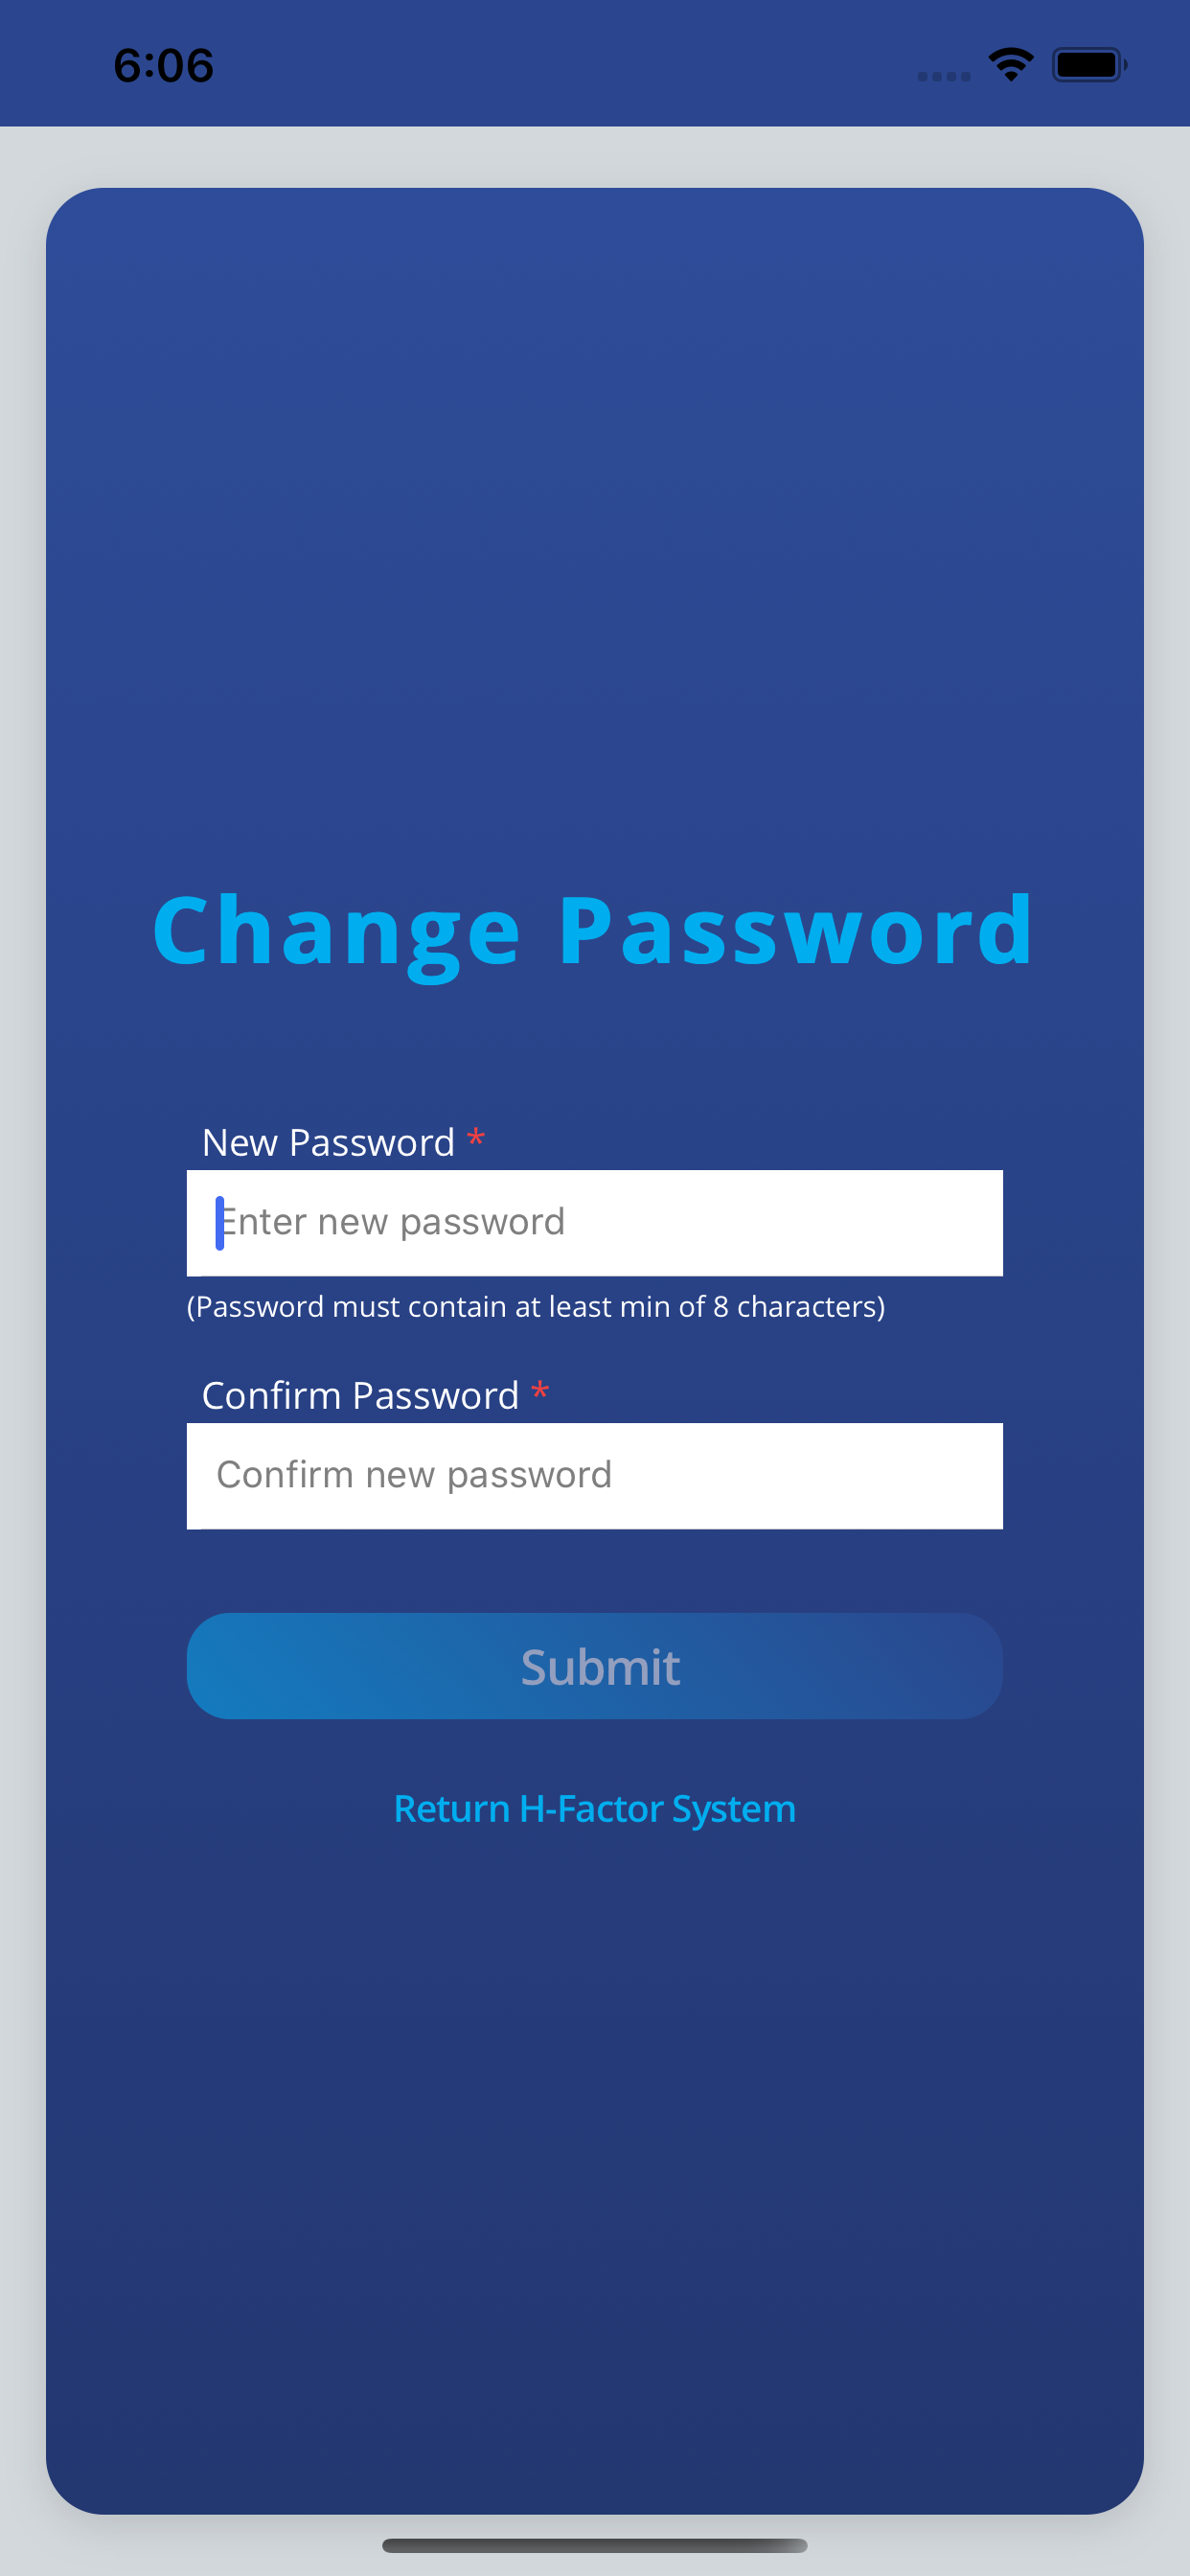 6:06
Change Password
New Password *
Enter new password
(Password must contain at least min of 8 characters)
Confirm Password *
Confirm new password
Submit
Return H-Factor System